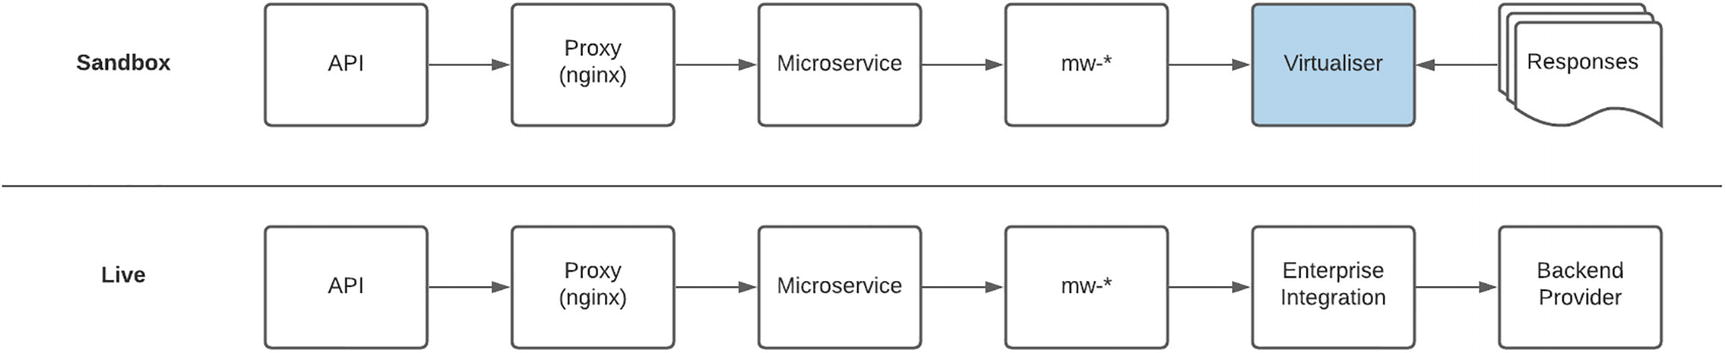 Sandbox
API
Proxy
(nginx)
Microservice
mw-*
Virtualiser
Responses
Live
API
Proxy
(nginx)
Microservice
mw-*
Enterprise
Integration
Backend
Provider